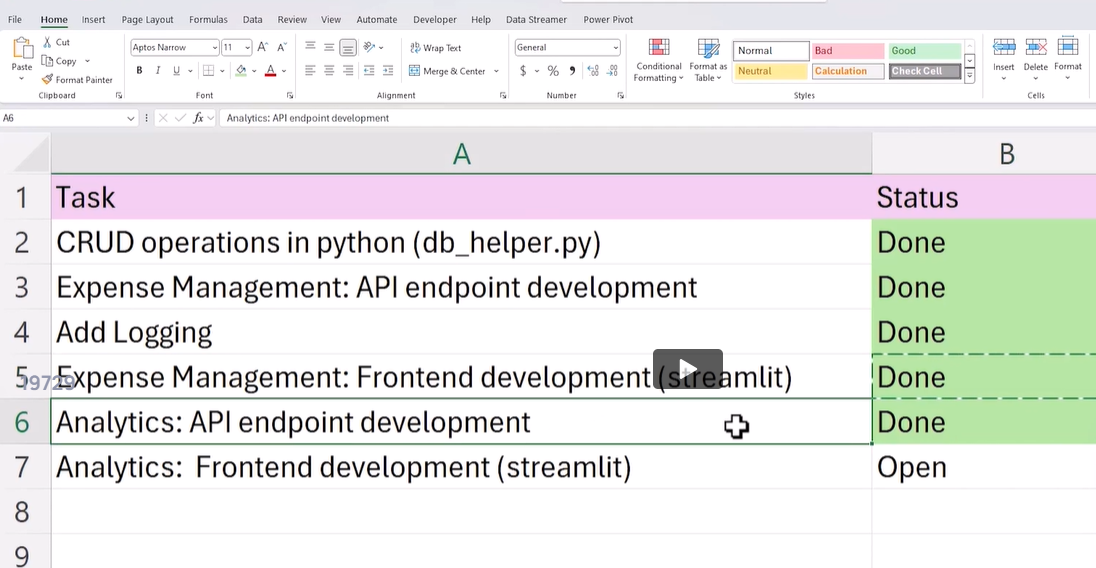 File Home Insert Page Layout Formulas Data Review View Automate Developer Help Data Streamer Power Pivot
Paste
Cut
Copy
Format Painter
Clipboard
Aptos Narrow 11 A A
B I U A
Font
Wrap Text
Merge & Center
Alignment
General
$ % , 
Number
Conditional Formatting
Format as Table
Normal Bad Good
Neutral Calculation Check Cell
Styles
Insert Delete Format
Cells
A6 fx Analytics: API endpoint development
A B
1 Task Status
2 CRUD operations in python (db_helper.py) Done
3 Expense Management: API endpoint development Done
4 Add Logging Done
5 Expense Management: Frontend development (streamlit) Done
19729
6 Analytics: API endpoint development Done
7 Analytics:  Frontend development (streamlit) Open
8
9